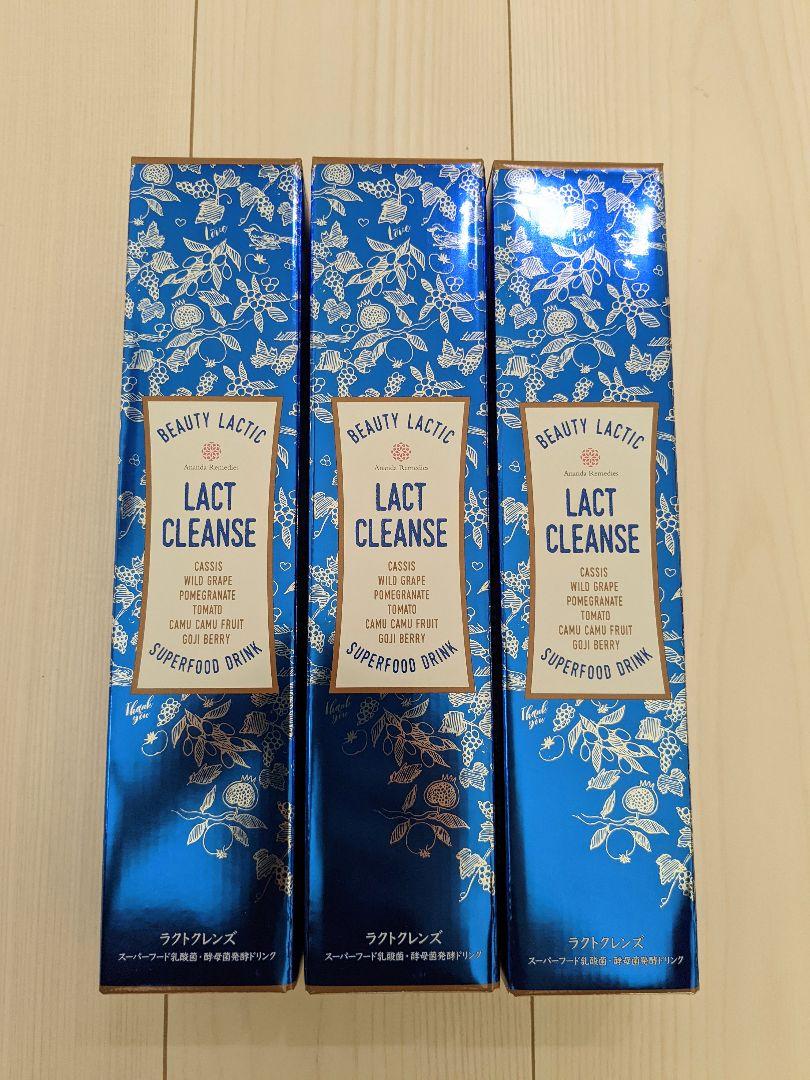 Love
BEAUTY LACTIC
Ananda Remedies
LACT
CLEANSE
CASSIS
WILD GRAPE
POMEGRANATE
TOMATO
CAMU CAMU FRUIT
GOJI BERRY
SUPERFOOD DRINK
Thank
you
ラクトクレンズ
スーパーフード乳酸菌・酵母菌発酵ドリンク
Love
BEAUTY LACTIC
Ananda Remedies
LACT
CLEANSE
CASSIS
WILD GRAPE
POMEGRANATE
TOMATO
CAMU CAMU FRUIT
GOJI BERRY
SUPERFOOD DRINK
Thank
you
ラクトクレンズ
スーパーフード乳酸菌・酵母菌発酵ドリンク
Love
BEAUTY LACTIC
Ananda Remedies
LACT
CLEANSE
CASSIS
WILD GRAPE
POMEGRANATE
TOMATO
CAMU CAMU FRUIT
GOJI BERRY
SUPERFOOD DRINK
Thank
you
ラクトクレンズ
スーパーフード乳酸菌・酵母菌発酵ドリンク